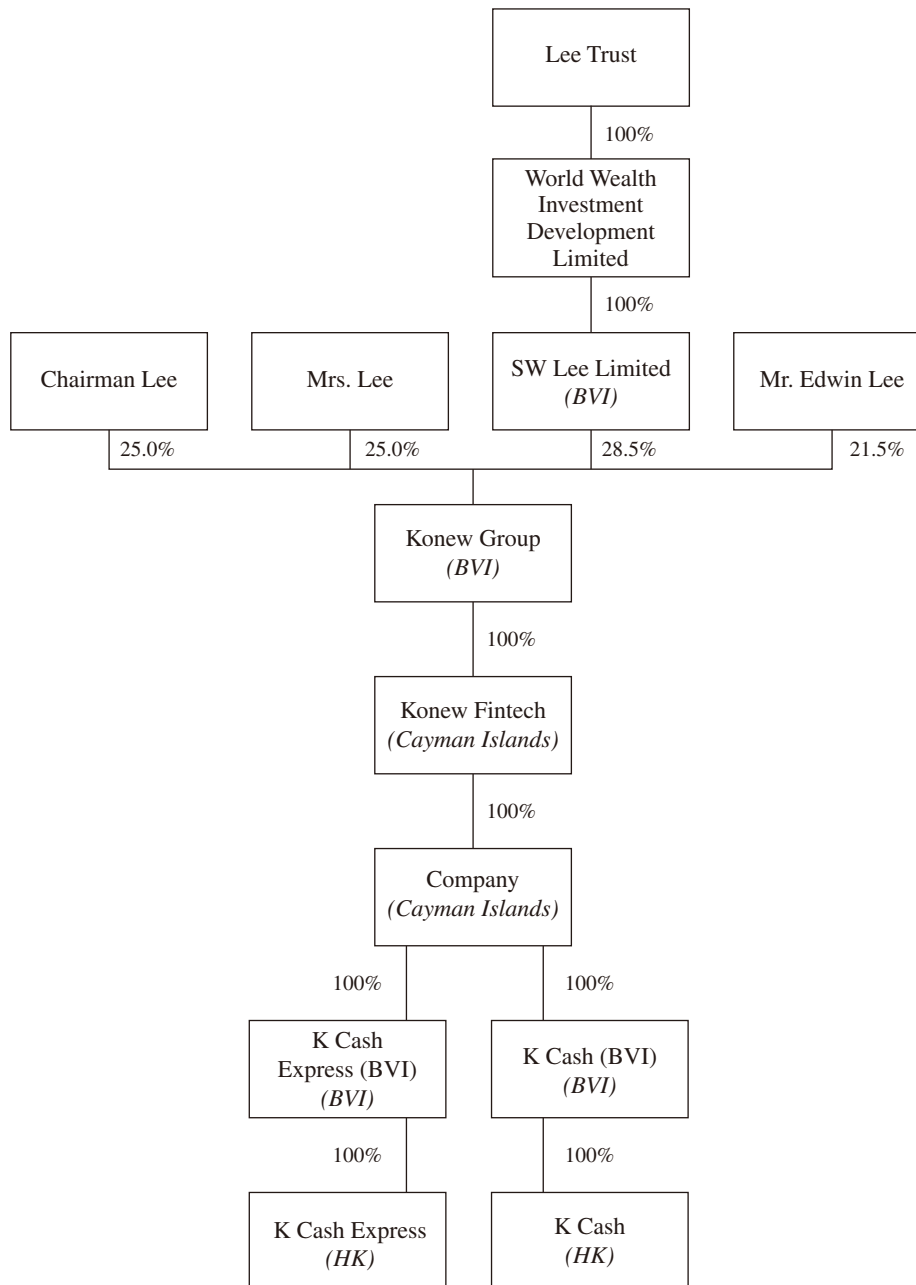 Lee Trust
100%
World Wealth
Investment
Development
Limited
100%
Chairman Lee
Mrs. Lee
SW Lee Limited
(BVI)
Mr. Edwin Lee
25.0%
25.0%
28.5%
21.5%
Konew Group
(BVI)
100%
Konew Fintech
(Cayman Islands)
100%
Company
(Cayman Islands)
100%
100%
K Cash
Express (BVI)
(BVI)
K Cash (BVI)
(BVI)
100%
100%
K Cash Express
(HK)
K Cash
(HK)